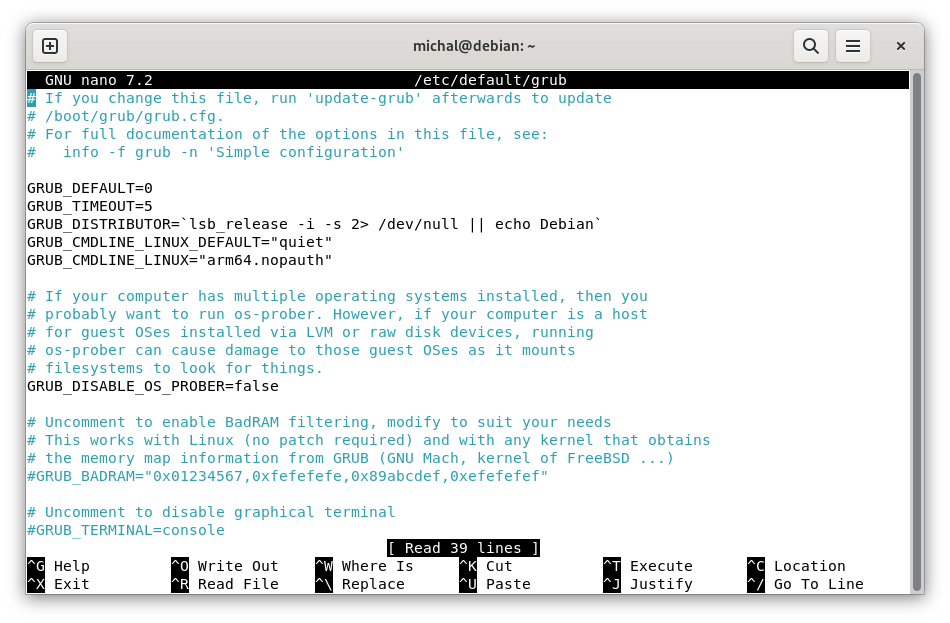 michal@debian: ~
GNU nano 7.2 /etc/default/grub
# If you change this file, run 'update-grub' afterwards to update
# /boot/grub/grub.cfg.
# For full documentation of the options in this file, see:
#   info -f grub -n 'Simple configuration'
GRUB_DEFAULT=0
GRUB_TIMEOUT=5
GRUB_DISTRIBUTOR=`lsb_release -i -s 2> /dev/null || echo Debian`
GRUB_CMDLINE_LINUX_DEFAULT="quiet"
GRUB_CMDLINE_LINUX="arm64.nopauth"
# If your computer has multiple operating systems installed, then you
# probably want to run os-prober. However, if your computer is a host
# for guest OSes installed via LVM or raw disk devices, running
# os-prober can cause damage to those guest OSes as it mounts
# filesystems to look for things.
GRUB_DISABLE_OS_PROBER=false
# Uncomment to enable BadRAM filtering, modify to suit your needs
# This works with Linux (no patch required) and with any kernel that obtains
# the memory map information from GRUB (GNU Mach, kernel of FreeBSD ...)
#GRUB_BADRAM="0x01234567,0xfefefefe,0x89abcdef,0xefefefef"
# Uncomment to disable graphical terminal
#GRUB_TERMINAL=console
[ Read 39 lines ]
^G Help ^O Write Out ^W Where Is ^K Cut ^T Execute ^C Location
^X Exit ^R Read File ^\ Replace ^U Paste ^J Justify ^/ Go To Line